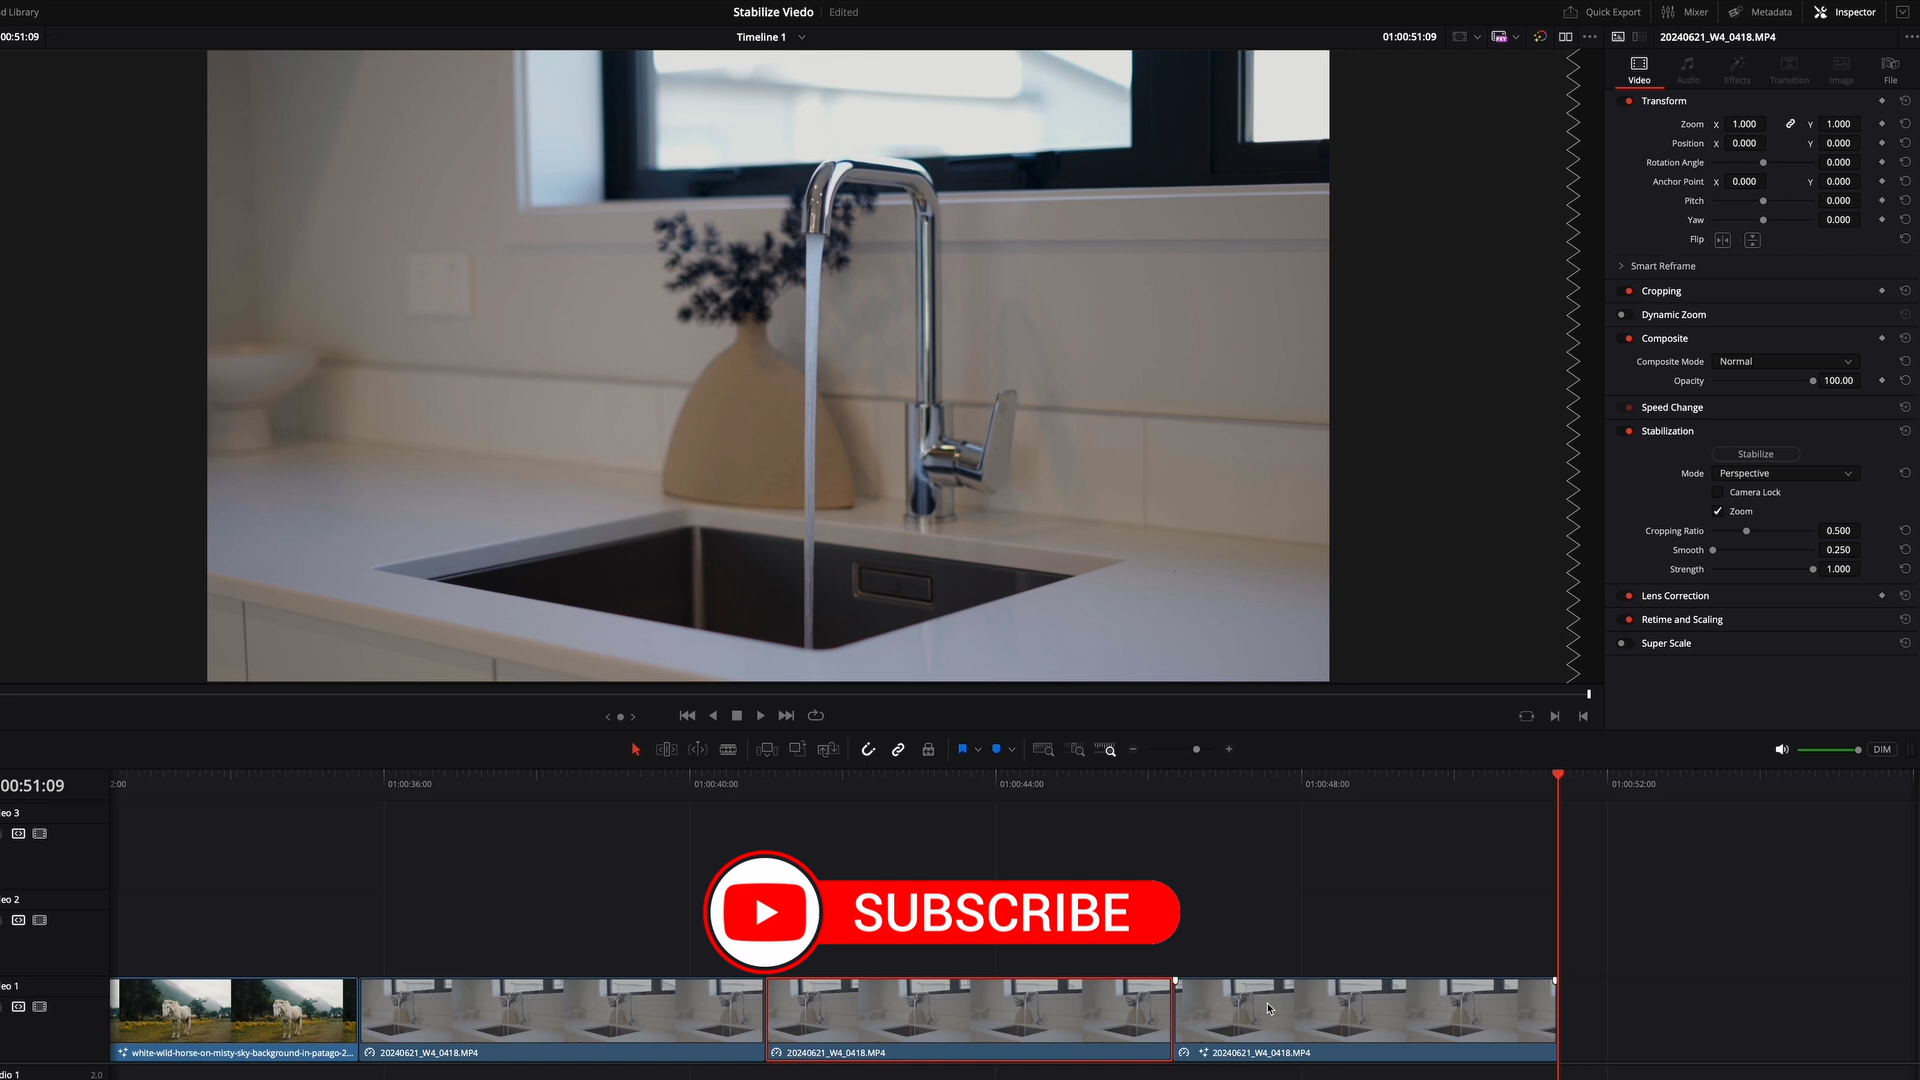 d Library
Stabilize Viedo
Edited
Quick Export
Mixer
Metadata
Inspector
00:51:09
Timeline 1
01:00:51:09
20240621_W4_0418.MP4
Video
Audio
Effects
Transition
Image
File
Transform
Zoom X 1.000 Y 1.000
Position X 0.000 Y 0.000
Rotation Angle 0.000
Anchor Point X 0.000 Y 0.000
Pitch 0.000
Yaw 0.000
Flip
Smart Reframe
Cropping
Dynamic Zoom
Composite
Composite Mode Normal
Opacity 100.00
Speed Change
Stabilization
Stabilize
Mode Perspective
Camera Lock
Zoom
Cropping Ratio 0.500
Smooth 0.250
Strength 1.000
Lens Correction
Retime and Scaling
Super Scale
DIM
00:51:09
2:00
01:00:36:00
01:00:40:00
01:00:44:00
01:00:48:00
01:00:52:00
eo 3
eo 2
SUBSCRIBE
eo 1
white-wild-horse-on-misty-sky-background-in-patago-2...
20240621_W4_0418.MP4
20240621_W4_0418.MP4
20240621_W4_0418.MP4
dio 1
2.0